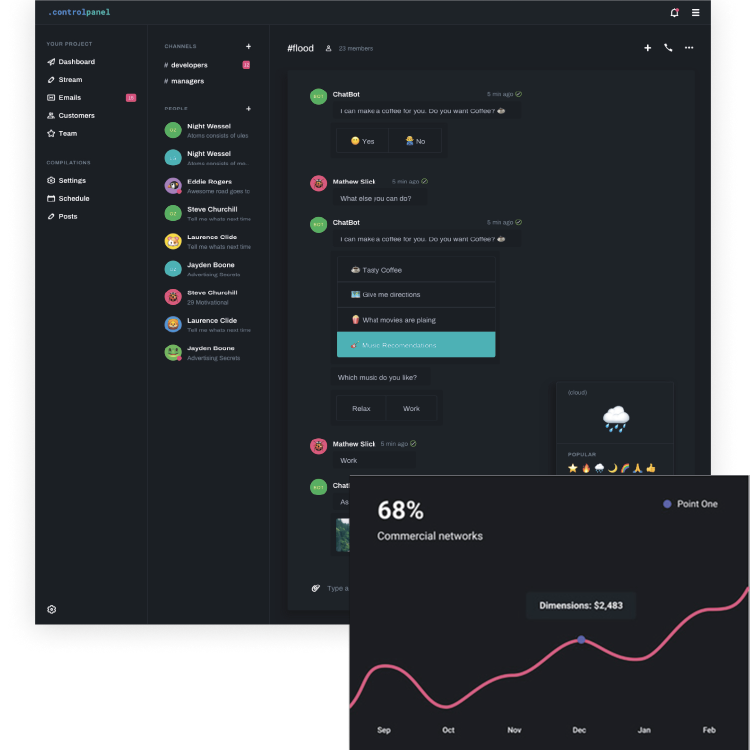 .controlpanel
YOUR PROJECT
Dashboard
Stream
Emails
Customers
Team
COMPILATIONS
Settings
Schedule
Posts
CHANNELS +
# developers 12
# managers
PEOPLE +
Night Wessel
Atoms consists of ules
Night Wessel
Atoms consists of
Eddie Rogers
Awesome road goes to
Steve Churchill
Tell me whats next time
Laurence Clide
Tell me whats next time
Jayden Boone
Advertising Secrets
Steve Churchill
29 Motivational
Laurence Clide
Tell me whats next time
Jayden Boone
Advertising Secrets
#flood 23 members
BOT
ChatBot 5 min ago
I can make a coffee for you. Do you want Coffee? ☕
😬 Yes
No
Mathew Slick 5 min ago
What else you can do?
BOT
ChatBot 5 min ago
I can make a coffee for you. Do you want Coffee? ☕
☕ Tasty Coffee
🗺️ Give me directions
🍿 What movies are plaing
🎸 Music Recomendations
Which music do you like?
Relax
Work
Mathew Slick 5 min ago
Work
BOT
Chat
As
Type a
(cloud)
🌧️
POPULAR
⭐ 🔥 🌧️ 🌙 🌈 🙏 👍
68%
Commercial networks
Point One
Dimensions: $2,483
Sep Oct Nov Dec Jan Feb